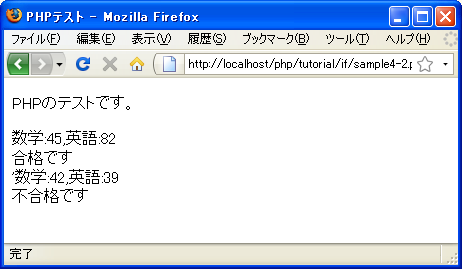 PHPテスト - Mozilla Firefox
ファイル(F) 編集(E) 表示(V) 履歴(S) ブックマーク(B) ツール(T) ヘルプ(H)
http://localhost/php/tutorial/if/sample4-2.p
PHPのテストです。
数学:45,英語:82
合格です
'数学:42,英語:39
不合格です
完了